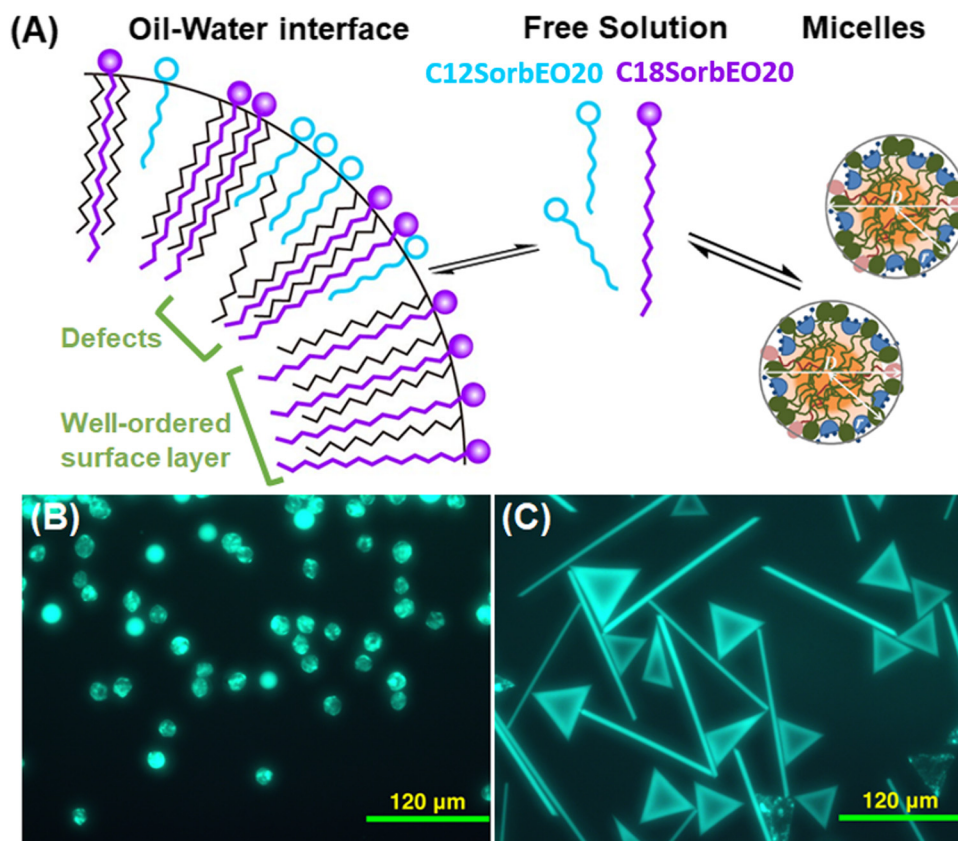 (A)
Oil-Water interface
Free Solution
Micelles
C12SorbEO20
C18SorbEO20
Defects
Well-ordered
surface layer
(B)
120 µm
(C)
120 µm